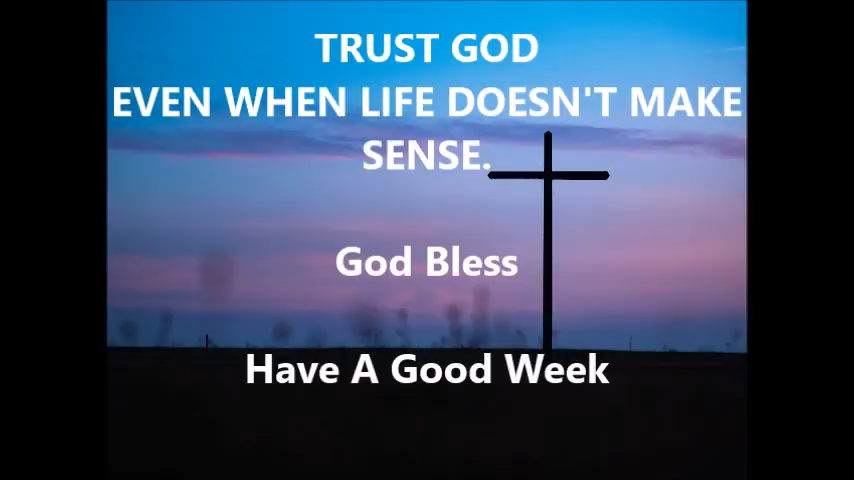 TRUST GOD
EVEN WHEN LIFE DOESN'T MAKE
SENSE.
God Bless
Have A Good Week